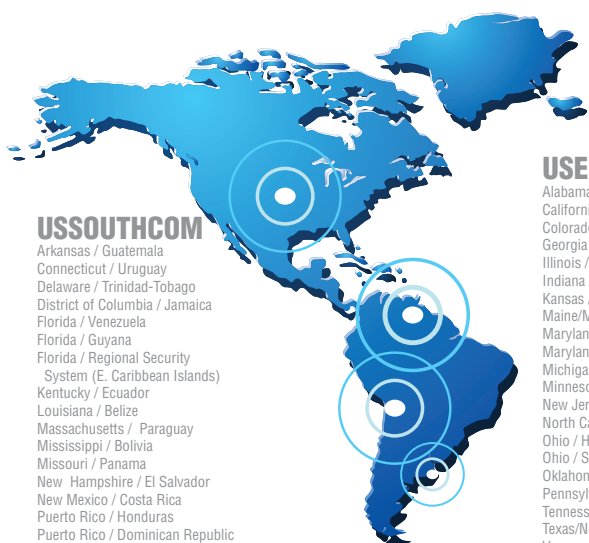 USSOUTHCOM
Arkansas / Guatemala
Connecticut / Uruguay
Delaware / Trinidad-Tobago
District of Columbia / Jamaica
Florida / Venezuela
Florida / Guyana
Florida / Regional Security
System (E. Caribbean Islands)
Kentucky / Ecuador
Louisiana / Belize
Massachusetts / Paraguay
Mississippi / Bolivia
Missouri / Panama
New Hampshire / El Salvador
New Mexico / Costa Rica
Puerto Rico / Honduras
Puerto Rico / Dominican Republic
USE
Alabama
Californi
Colorado
Georgia
Illinois /
Indiana
Kansas /
Maine/M
Marylan
Marylan
Michiga
Minneso
New Jer
North Ca
Ohio / H
Ohio / S
Oklahom
Pennsyl
Tenness
Texas/N